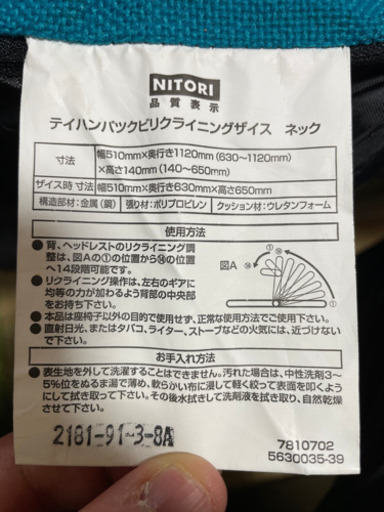 NITORI
品質表示
テイハンパックピリクライニングザイス ネック
寸法 幅510mm×奥行き1120mm(630~1120mm)
×高さ140mm(140~650mm)
ザイス時 寸法 幅510mm×奥行き630mm×高さ650mm
構造部材:金属(鋼) 張り材:ポリプロピレン クッション材:ウレタンフォーム
使用方法
●背、ヘッドレストのリクライニング調
整は、図Aの①の位置から⑭の位置
へ14段階で可能です。
●リクライニング操作は、左右のギアに
均等の力が加わるよう背部の中央部
をお持ち下さい。
図A
⑭
①
●本品は座椅子以外の目的で使用せず、正常な使用方法でご使用下さい。
●直射日光、またはタバコ、ライター、ストーブなどの火気には、近づけない
で下さい。
お手入れ方法
●表生地を外して洗濯することはできません。汚れた場合は、中性洗剤3~
5%位をぬるま湯で薄め、軟らかい布に浸して軽く絞って表面を叩くよう
にして拭き取って下さい。その後水拭きして洗剤液を拭き取り、自然乾燥
させて下さい。
2181-91-3-8A
7810702
5630035-39